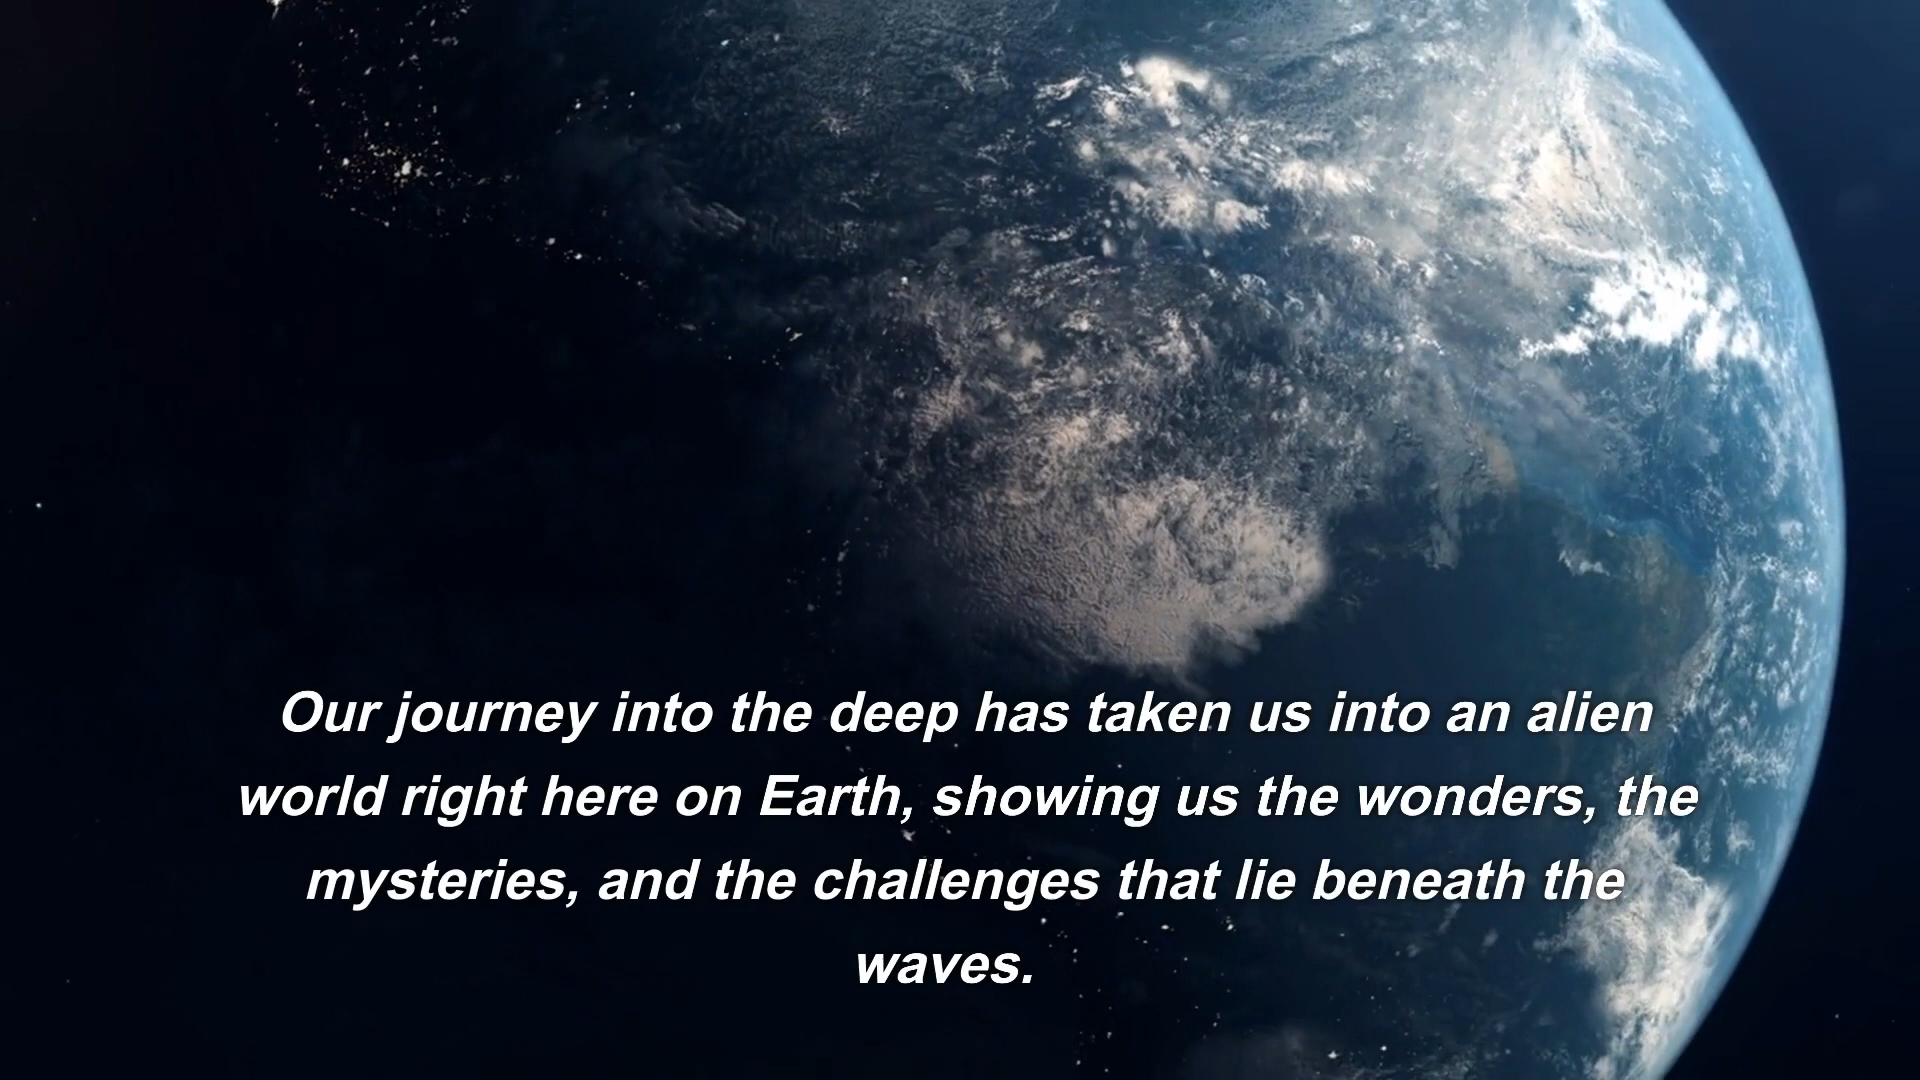 Our journey into the deep has taken us into an alien
world right here on Earth, showing us the wonders, the
mysteries, and the challenges that lie beneath the
waves.